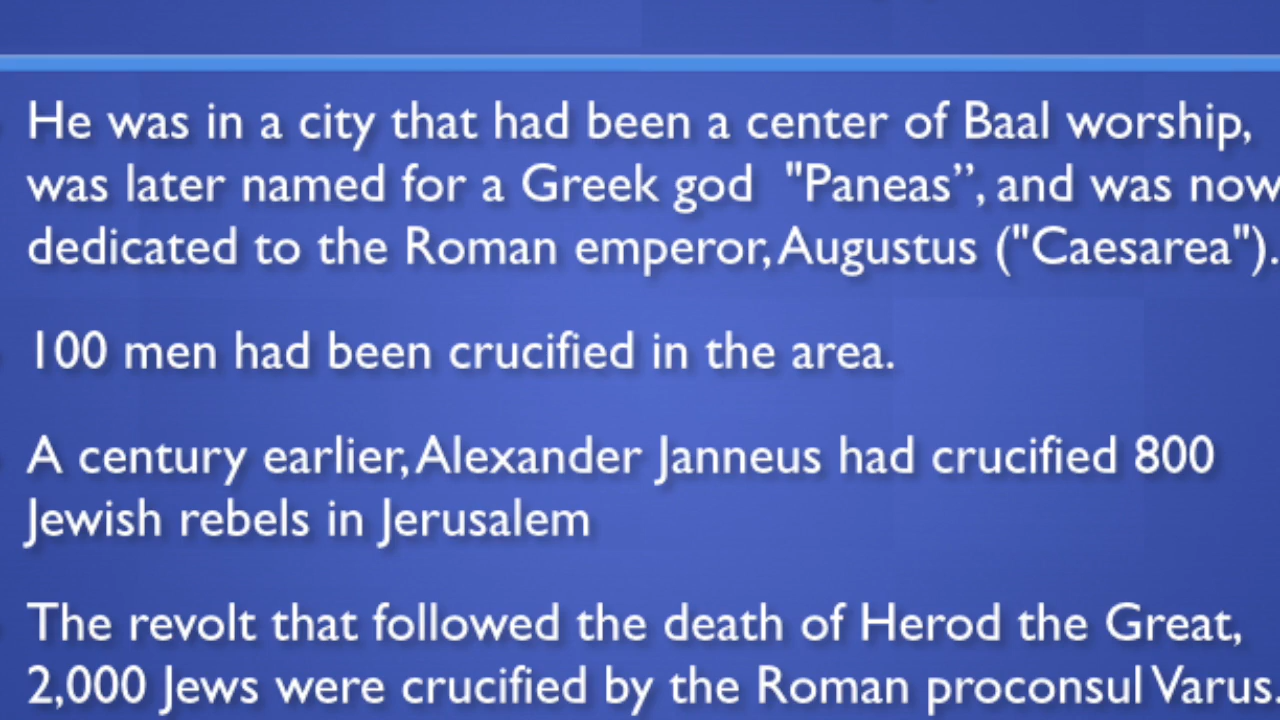 He was in a city that had been a center of Baal worship,
was later named for a Greek god  "Paneas”, and was now
dedicated to the Roman emperor, Augustus ("Caesarea").
100 men had been crucified in the area.
A century earlier, Alexander Janneus had crucified 800
Jewish rebels in Jerusalem
The revolt that followed the death of Herod the Great,
2,000 Jews were crucified by the Roman proconsul Varus.